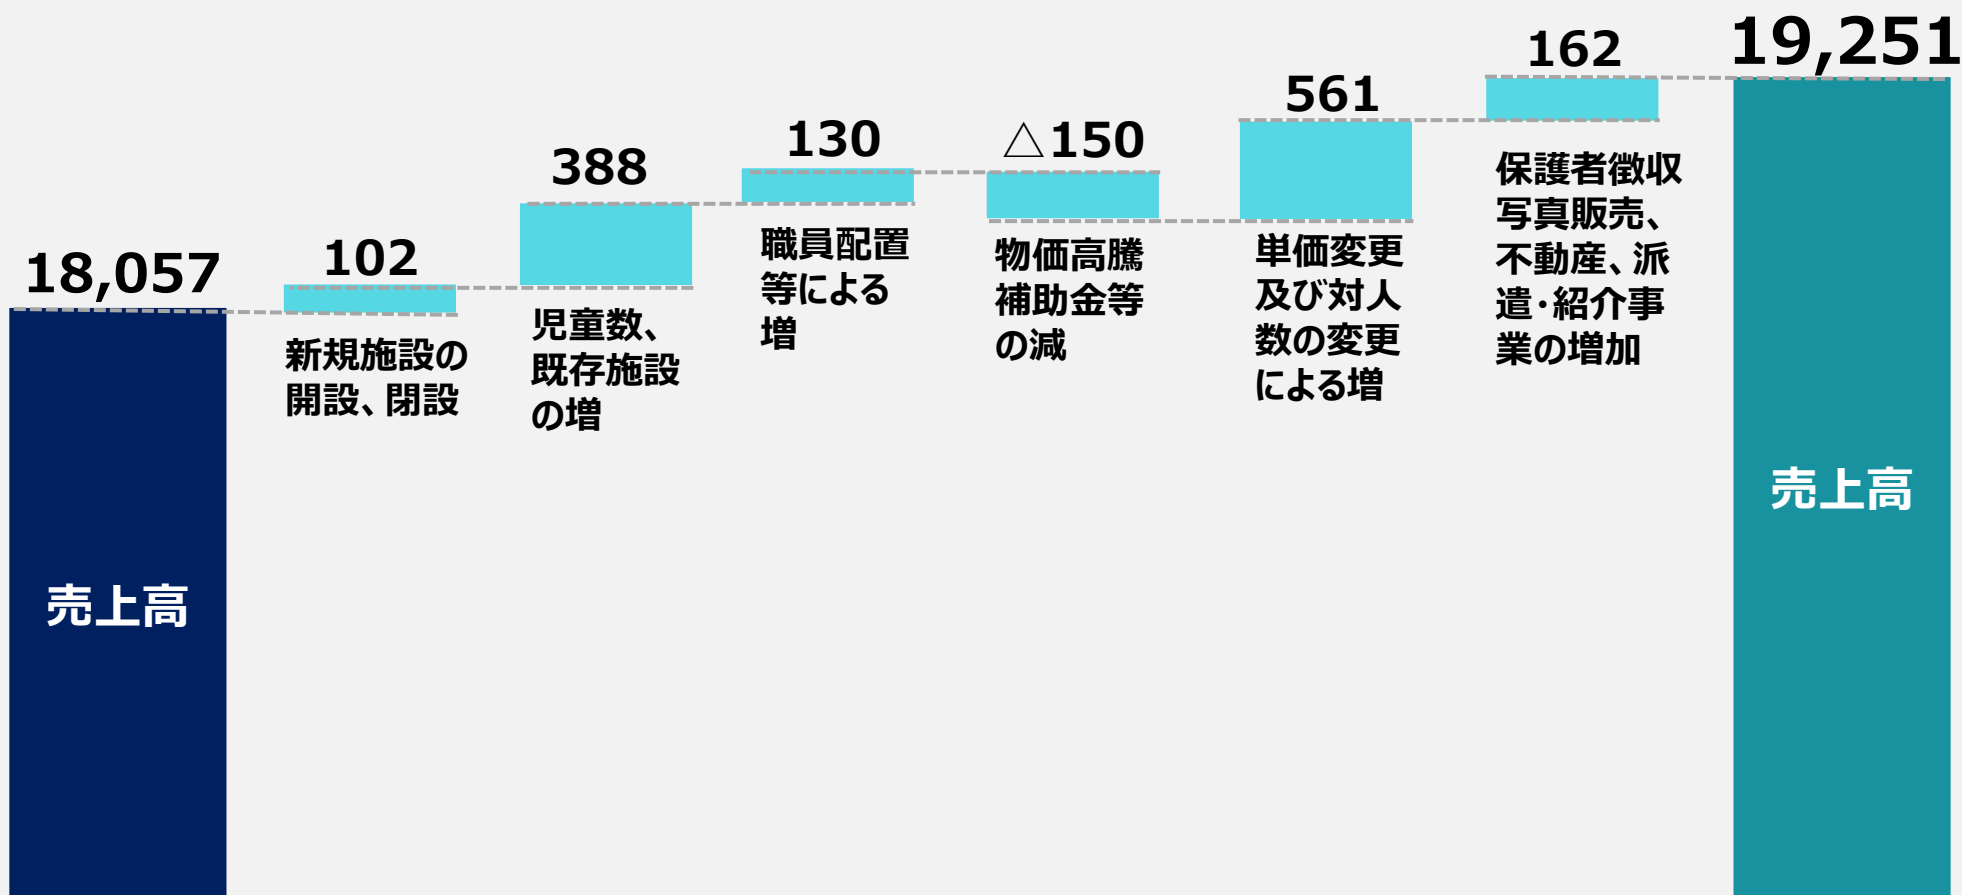 18,057
売上高
102
新規施設の
開設、閉設
388
児童数、
既存施設
の増
130
職員配置
等による
増
△150
物価高騰
補助金等
の減
561
単価変更
及び対人
数の変更
による増
162
保護者徴収
写真販売、
不動産、派
遣・紹介事
業の増加
19,251
売上高